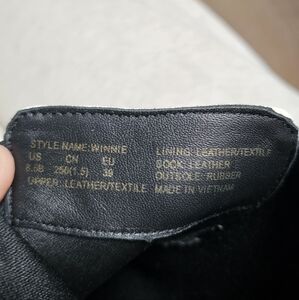 STYLE NAME:WINNIE
US CN EU
8.5B 250(1.5) 39
UPPER: LEATHER/TEXTILE
LINING: LEATHER/TEXTILE
SOCK: LEATHER
OUTSOLE: RUBBER
MADE IN VIETNAM